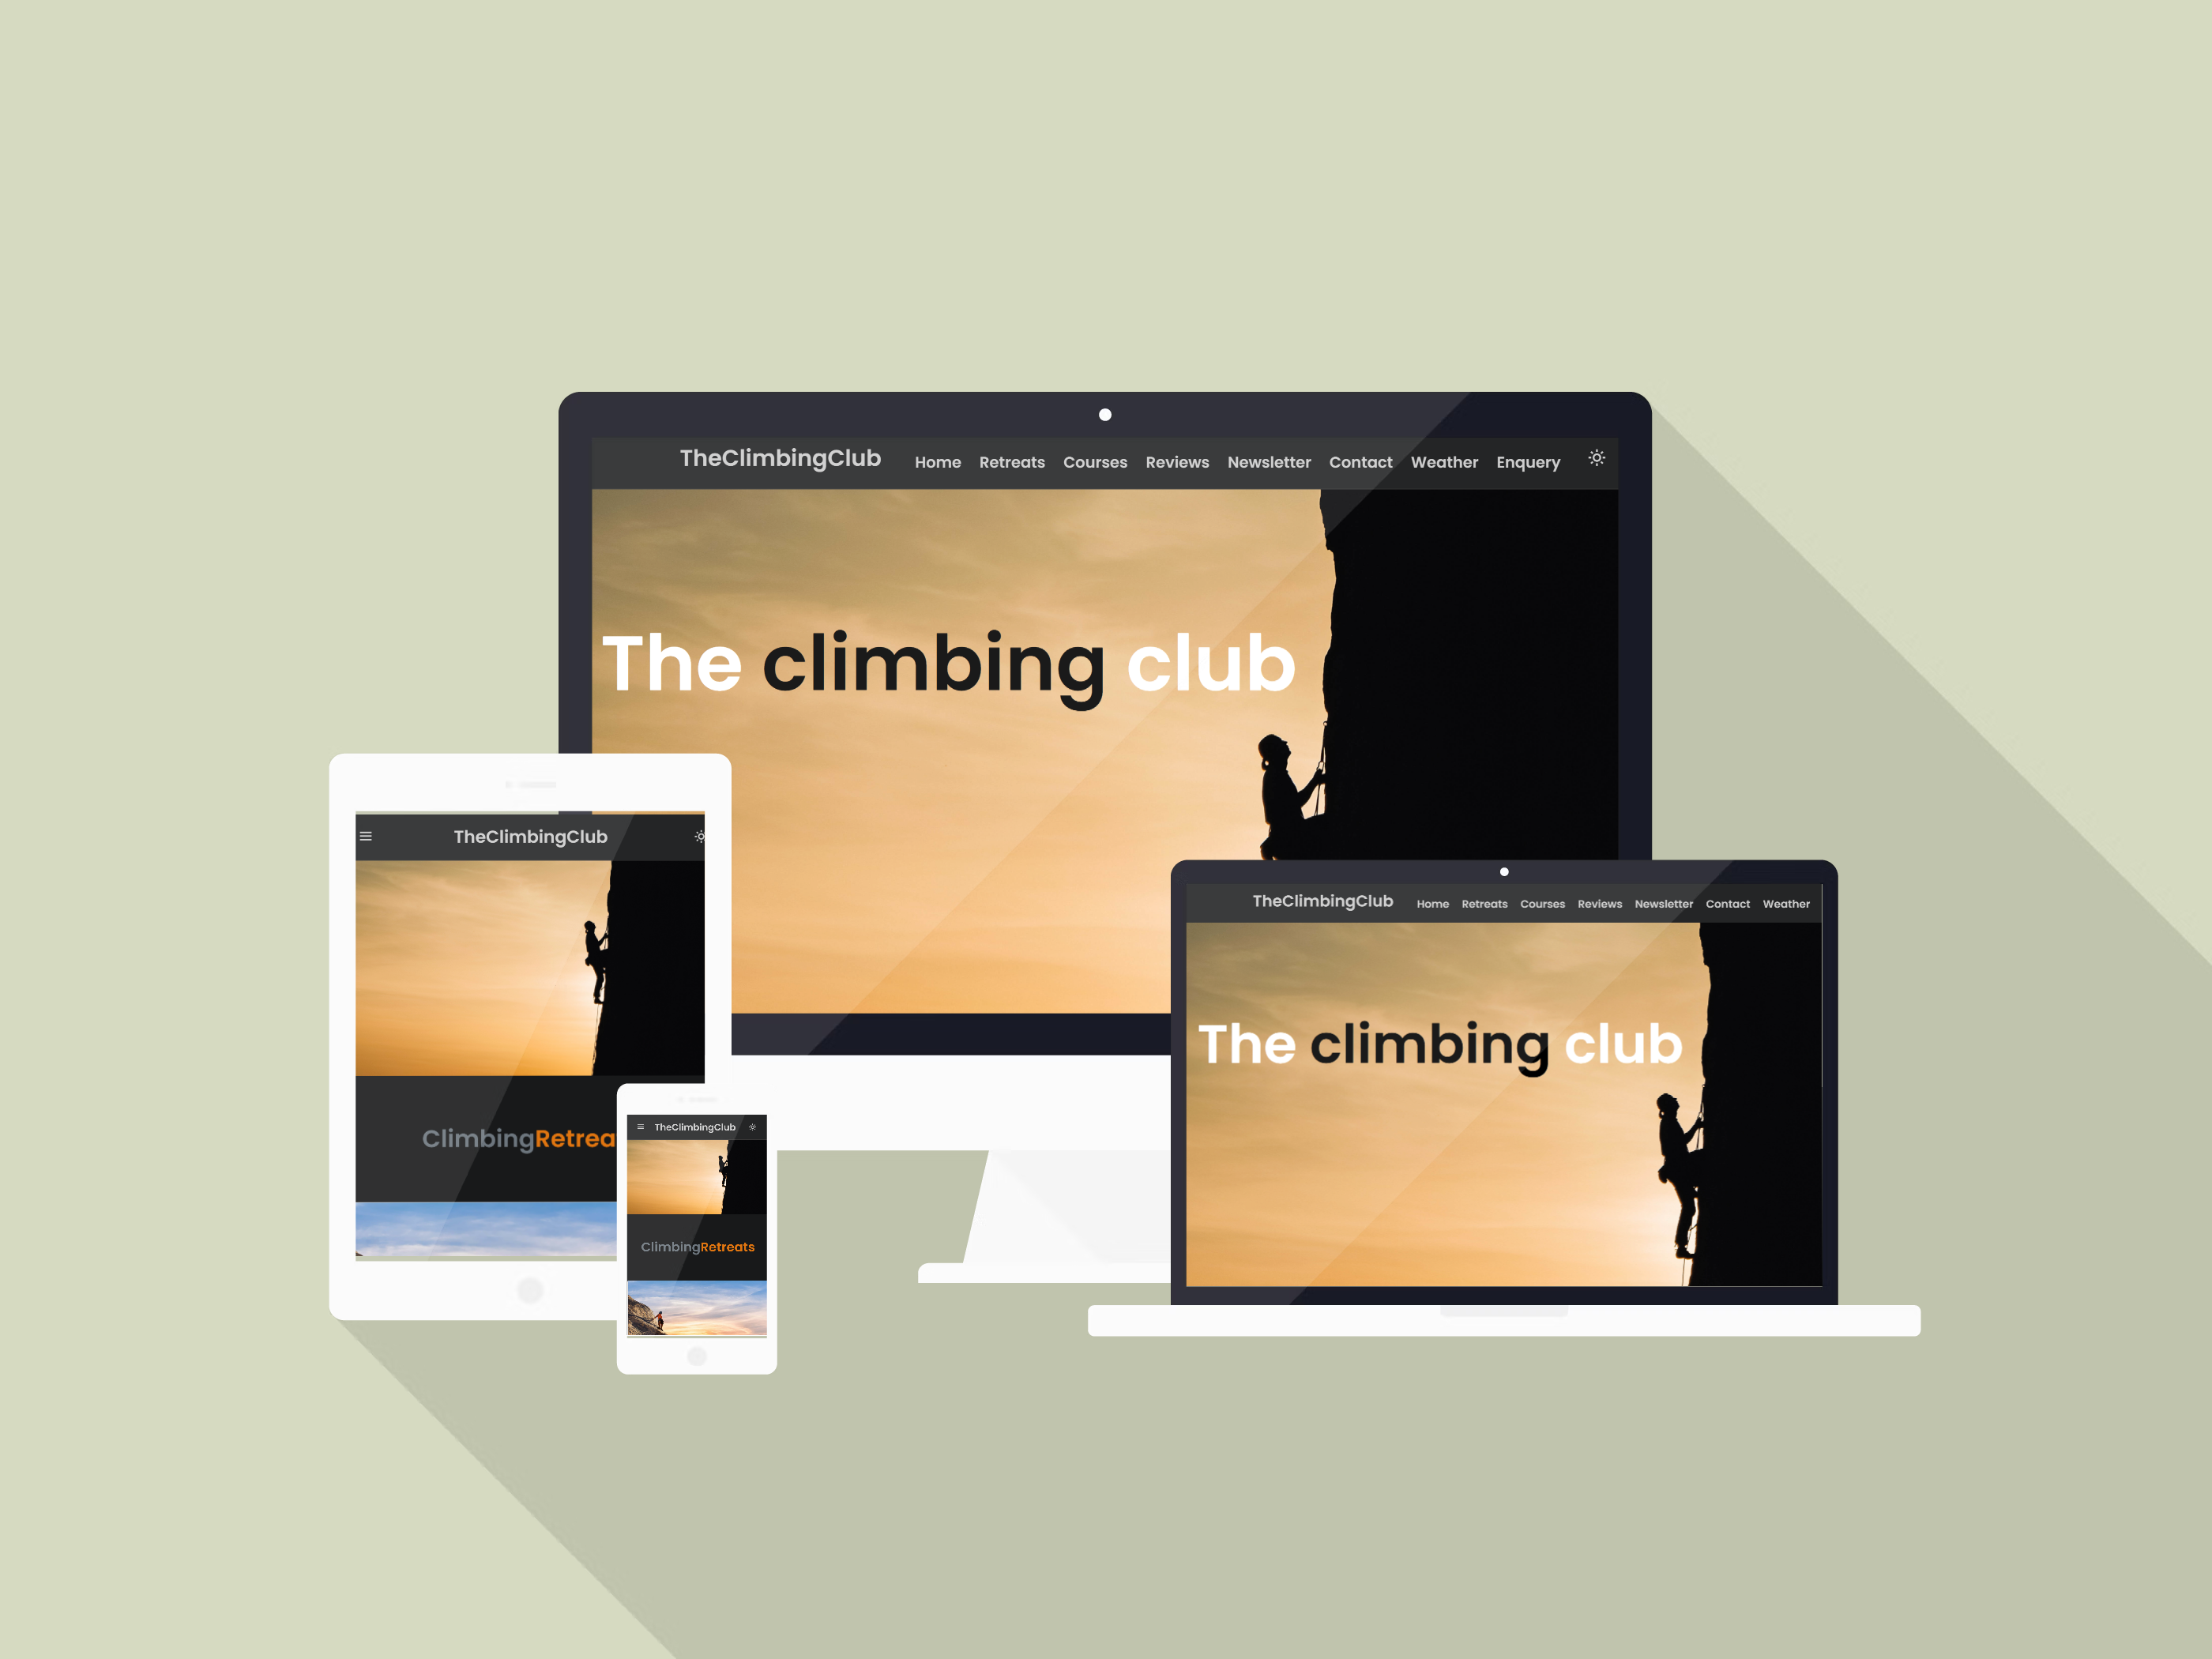 TheClimbingClub Home Retreats Courses Reviews Newsletter Contact Weather Enquery
The climbing club
TheClimbingClub
ClimbingRetrea
TheClimbingClub
ClimbingRetreats
TheClimbingClub Home Retreats Courses Reviews Newsletter Contact Weather
The climbing club